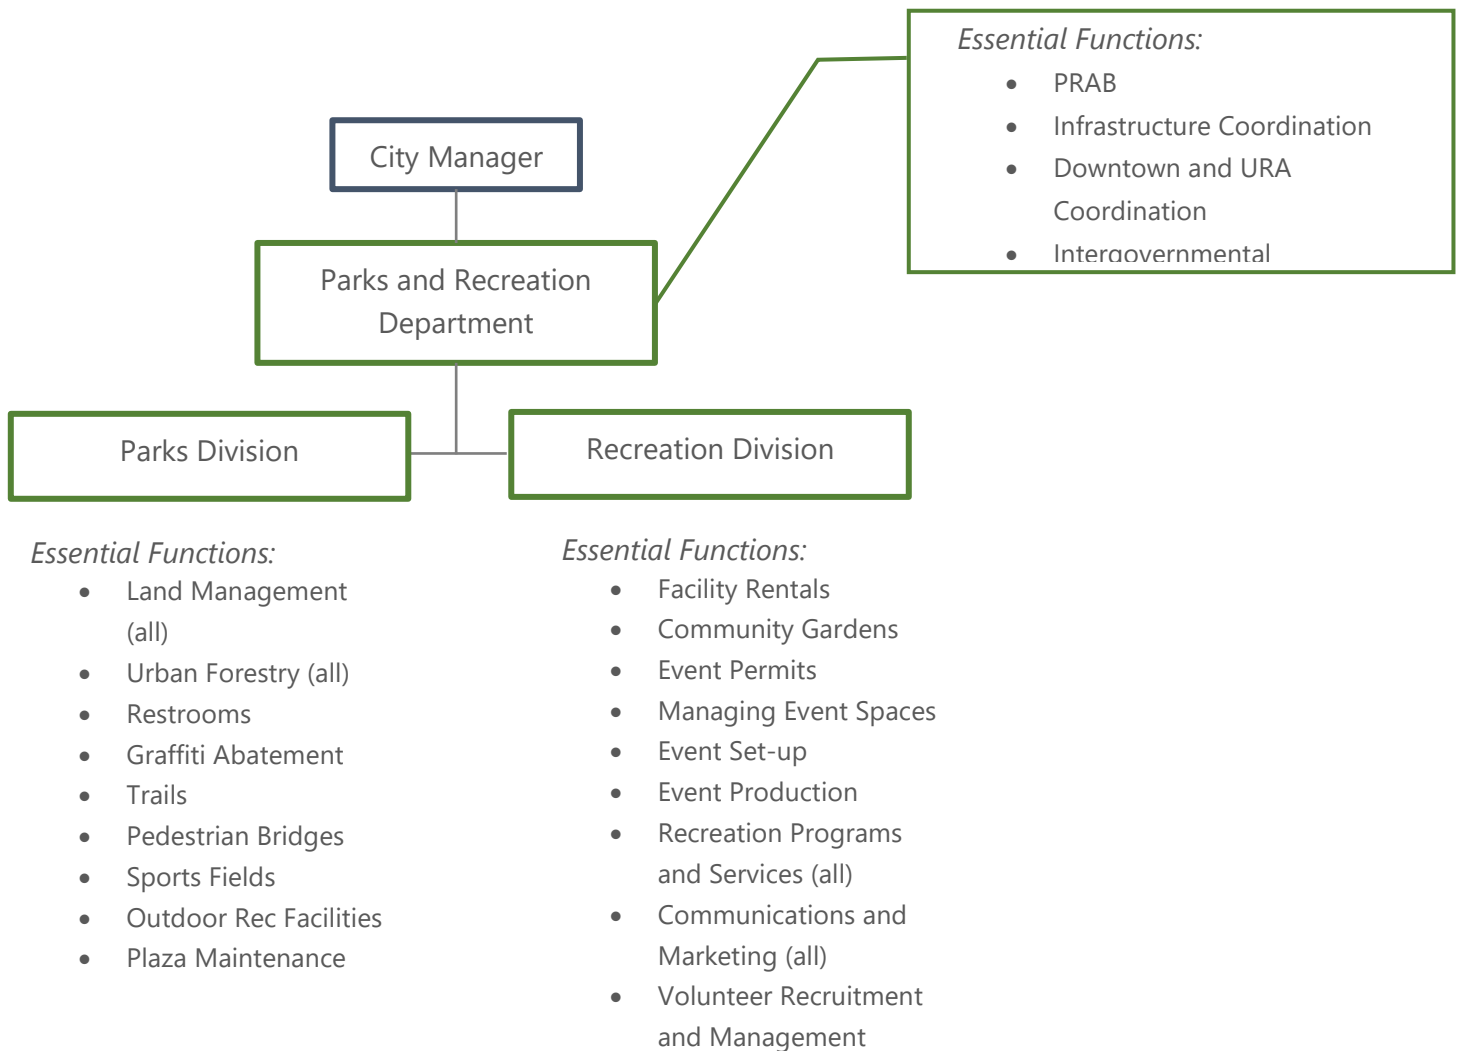 Essential Functions:
• PRAB
• Infrastructure Coordination
• Downtown and URA
Coordination
• Intergovernmental
City Manager
Parks and Recreation
Department
Parks Division
Recreation Division
Essential Functions:
• Land Management
(all)
• Urban Forestry (all)
• Restrooms
• Graffiti Abatement
• Trails
• Pedestrian Bridges
• Sports Fields
• Outdoor Rec Facilities
• Plaza Maintenance
Essential Functions:
• Facility Rentals
• Community Gardens
• Event Permits
• Managing Event Spaces
• Event Set-up
• Event Production
• Recreation Programs
and Services (all)
• Communications and
Marketing (all)
• Volunteer Recruitment
and Management